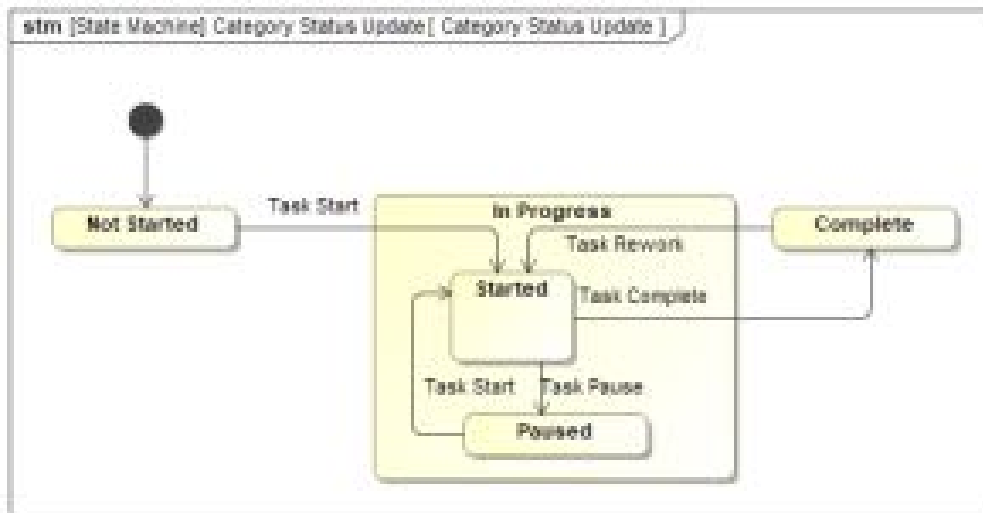 stm [State Machine] Category Status Update[ Category Status Update ]
Task Start
Not Started
In Progress
Complete
Task Rework
Started
Task Complete
Task Start
Task Pause
Paused